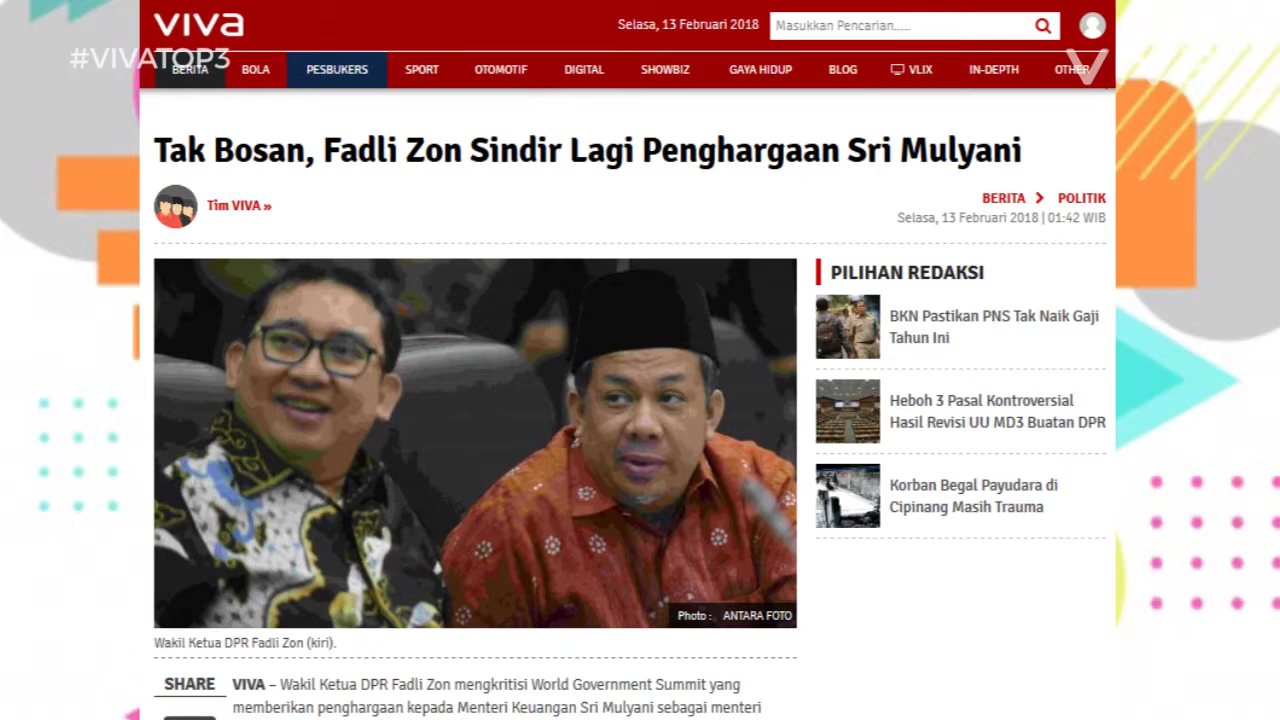 viva
Selasa, 13 Februari 2018
Masukkan Pencarian.....
#VIVATOP3
BERITA
BOLA
PESBUKERS
SPORT
OTOMOTIF
DIGITAL
SHOWBIZ
GAYA HIDUP
BLOG
VLIX
IN-DEPTH
OTHER
Tak Bosan, Fadli Zon Sindir Lagi Penghargaan Sri Mulyani
Tim VIVA »
BERITA > POLITIK
Selasa, 13 Februari 2018 | 01:42 WIB
Photo : ANTARA FOTO
Wakil Ketua DPR Fadli Zon (kiri).
SHARE
VIVA – Wakil Ketua DPR Fadli Zon mengkritisi World Government Summit yang
memberikan penghargaan kepada Menteri Keuangan Sri Mulyani sebagai menteri
PILIHAN REDAKSI
BKN Pastikan PNS Tak Naik Gaji
Tahun Ini
Heboh 3 Pasal Kontroversial
Hasil Revisi UU MD3 Buatan DPR
Korban Begal Payudara di
Cipinang Masih Trauma